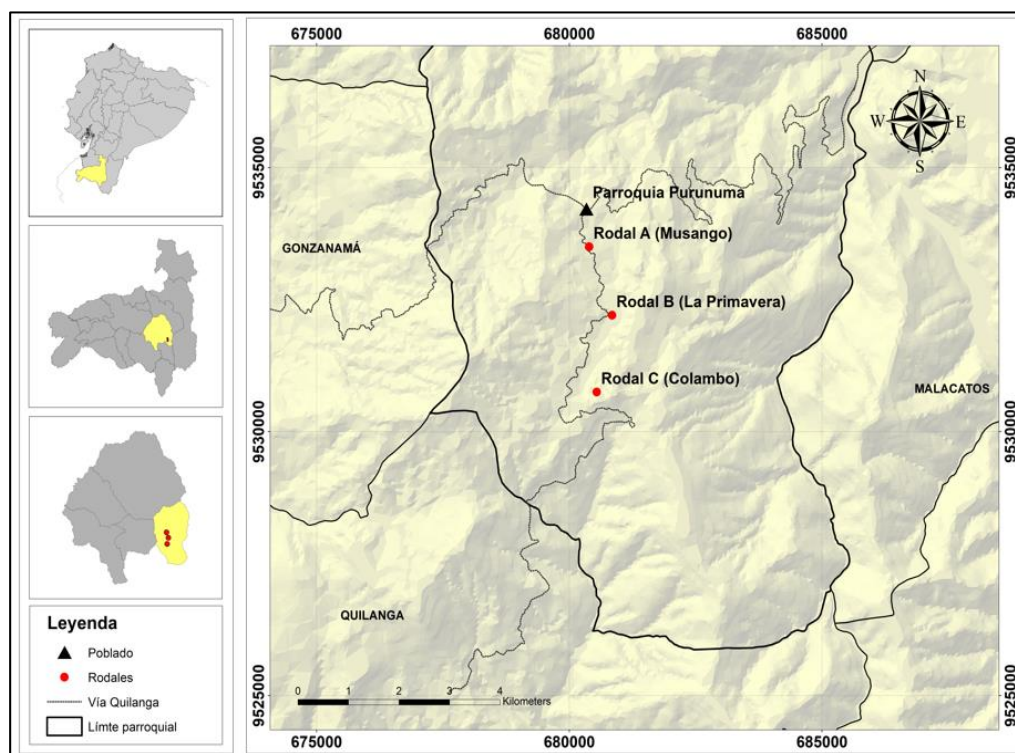 675000 680000 685000
N
W E
S
9535000 9535000
Parroquia Purunuma
Rodal A (Musango)
GONZANAMÁ
Rodal B (La Primavera)
Rodal C (Colambo)
MALACATOS
9530000 9530000
QUILANGA
9525000 9525000
0 1 2 3 4
Kilometers
675000 680000 685000
Leyenda
Poblado
Rodales
Vía Quilanga
Límte parroquial